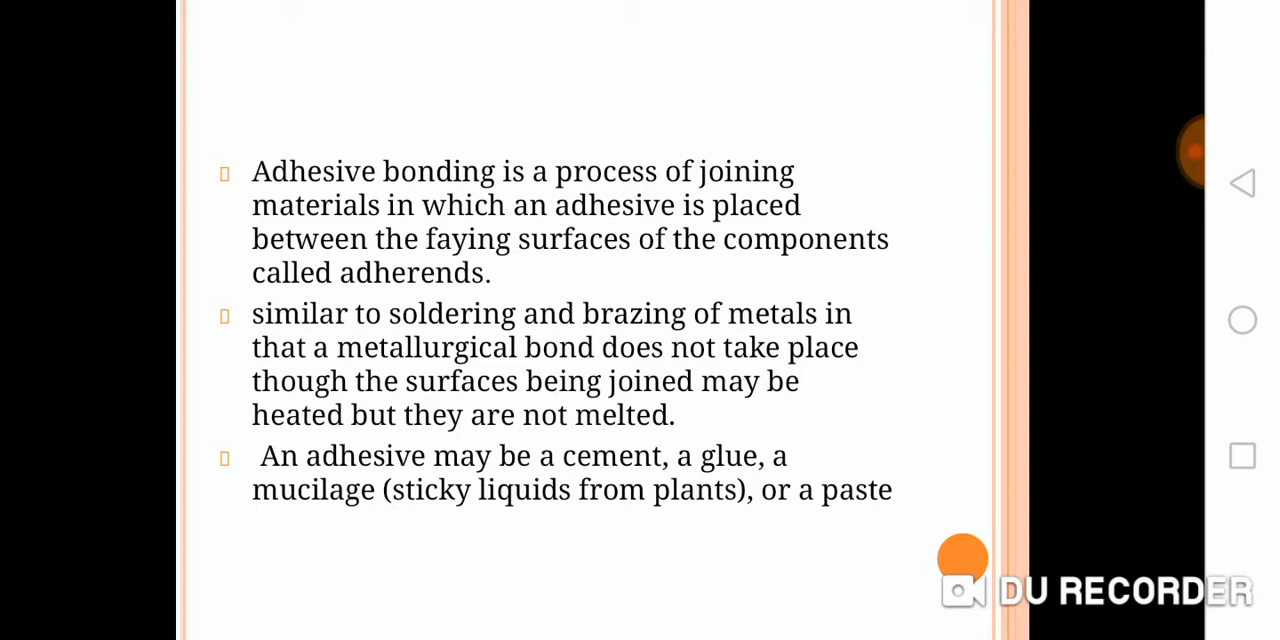 Adhesive bonding is a process of joining
materials in which an adhesive is placed
between the faying surfaces of the components
called adherends.
similar to soldering and brazing of metals in
that a metallurgical bond does not take place
though the surfaces being joined may be
heated but they are not melted.
An adhesive may be a cement, a glue, a
mucilage (sticky liquids from plants), or a paste
DU RECORDER